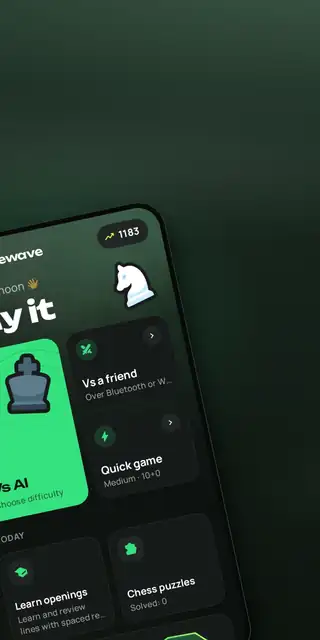 1183
ewave
noon 👋
y it
Vs a friend
Over Bluetooth or W...
Quick game
Medium · 10+0
Vs AI
hoose difficulty
ODAY
Learn openings
Learn and review
lines with spaced re...
Chess puzzles
Solved: 0